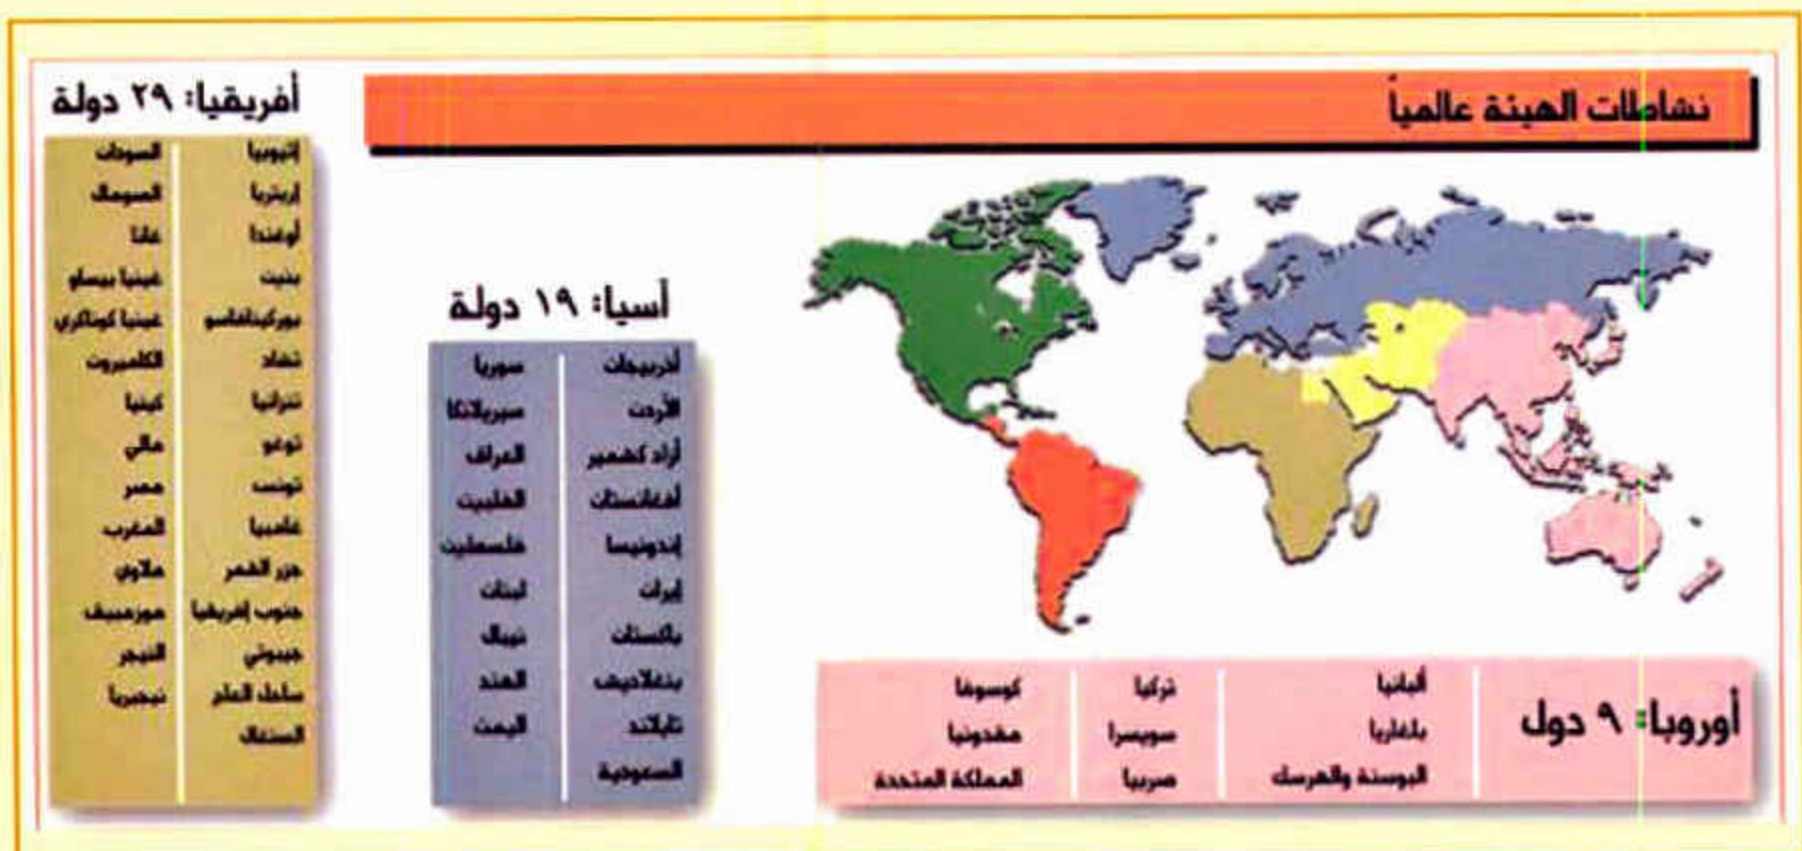 نشاطات الهيئة عالمياً
أفريقيا: ٢٩ دولة
إثيوبيا
إريتريا
أوغندا
بنين
بوركينافاسو
تشاد
تنزانيا
توغو
تونس
غامبيا
جزر القمر
جنوب إفريقيا
جيبوتي
ساحل العاج
السنغال
السودان
الصومال
غانا
غينيا بيساو
غينيا كوناكري
الكاميرون
كينيا
مالي
مصر
المغرب
ملاوي
موزمبيق
النيجر
نيجيريا
آسيا: ١٩ دولة
أذربيجان
الأردن
أزاد كشمير
أفغانستان
إندونيسا
إيران
باكستان
بنغلاديش
تايلاند
السعودية
سوريا
سيريلانكا
العراق
الفلبين
فلسطين
لبنان
نيبال
الهند
اليمن
أوروبا: ٩ دول
ألبانيا
بلغاريا
البوسنة والهرسك
تركيا
سويسرا
صربيا
كوسوفا
مقدونيا
المملكة المتحدة